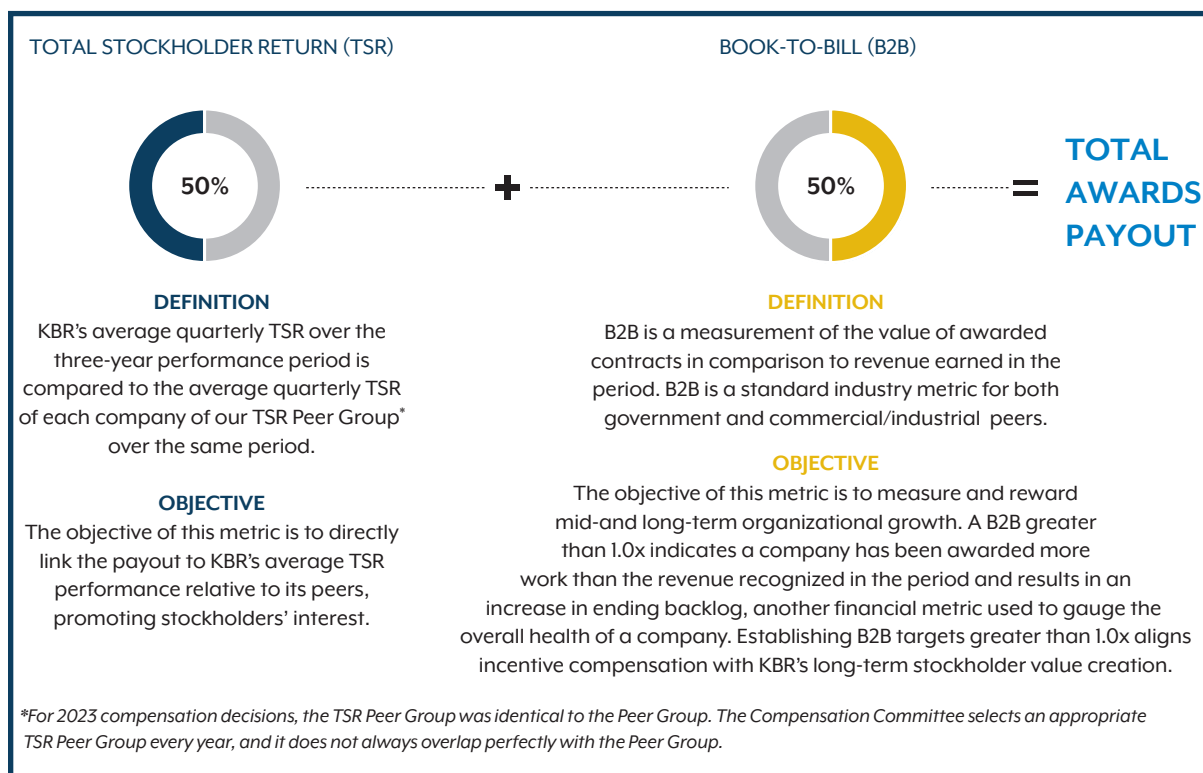 TOTAL STOCKHOLDER RETURN (TSR)
BOOK-TO-BILL (B2B)
50%
+
50%
=
TOTAL
AWARDS
PAYOUT
DEFINITION
KBR's average quarterly TSR over the
three-year performance period is
compared to the average quarterly TSR
of each company of our TSR Peer Group*
over the same period.
OBJECTIVE
The objective of this metric is to directly
link the payout to KBR's average TSR
performance relative to its peers,
promoting stockholders' interest.
DEFINITION
B2B is a measurement of the value of awarded
contracts in comparison to revenue earned in the
period. B2B is a standard industry metric for both
government and commercial/industrial peers.
OBJECTIVE
The objective of this metric is to measure and reward
mid-and long-term organizational growth. A B2B greater
than 1.0x indicates a company has been awarded more
work than the revenue recognized in the period and results in an
increase in ending backlog, another financial metric used to gauge the
overall health of a company. Establishing B2B targets greater than 1.0x aligns
incentive compensation with KBR's long-term stockholder value creation.
*For 2023 compensation decisions, the TSR Peer Group was identical to the Peer Group. The Compensation Committee selects an appropriate
TSR Peer Group every year, and it does not always overlap perfectly with the Peer Group.